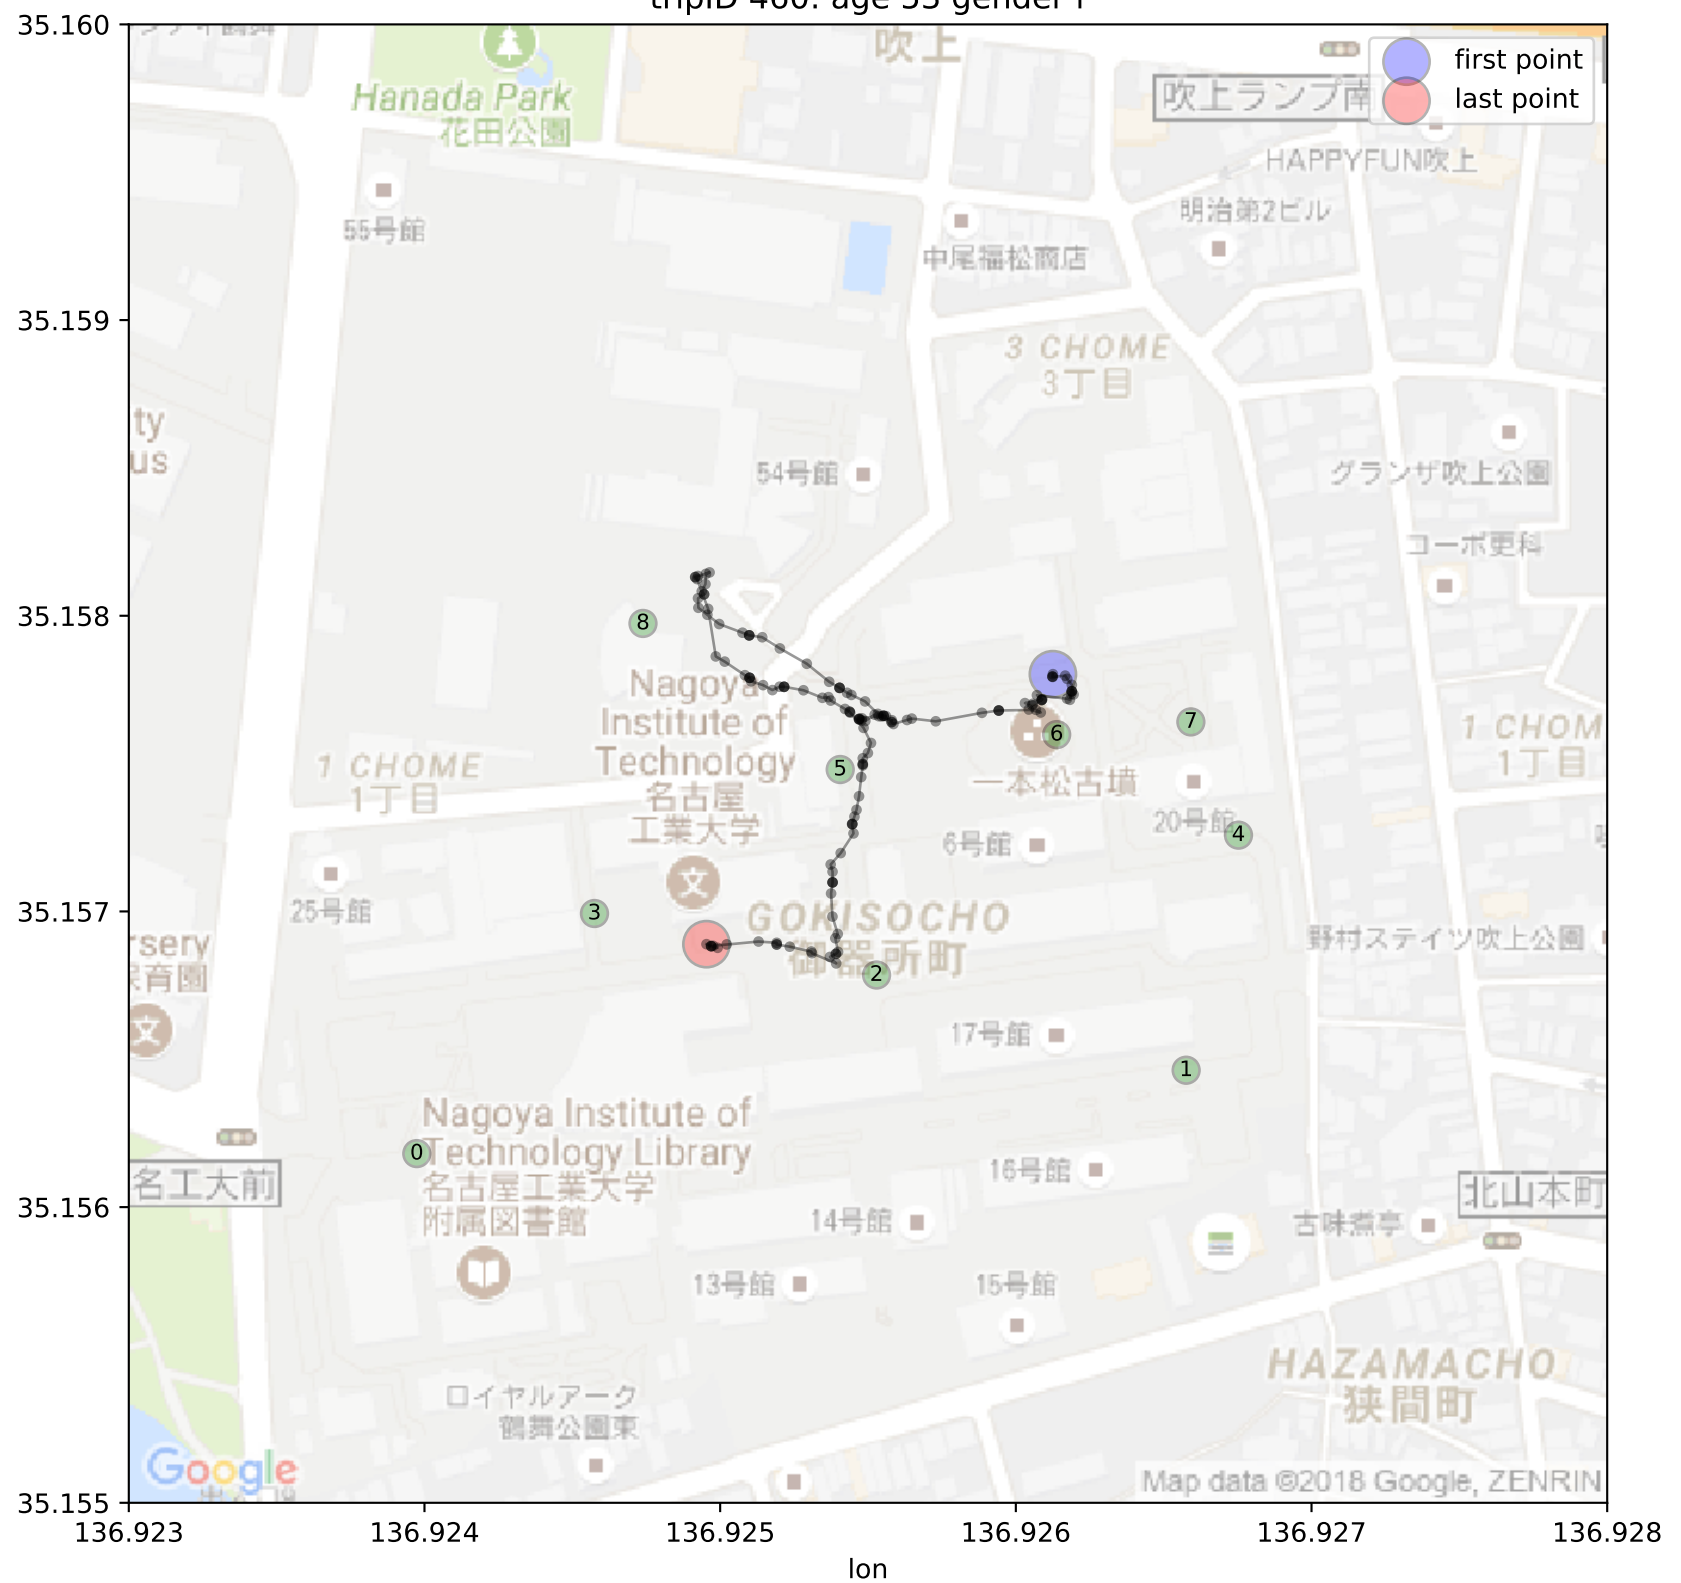 35.160
first point
last point
吹上
Hanada Park
花田公園
吹上ランプ南
HAPPYFUN吹上
明治第2ビル
55号館
中尾福松商店
35.159
3 CHOME
3丁目
ty
us
54号館
グランザ吹上公園
コーポ更科
35.158
8
Nagoya
Institute of
Technology
名古屋
工業大学
7
6
5
1 CHOME
1丁目
1 CHOM
1丁目
一本松古墳
20号館
4
6号館
25号館
3
35.157
GOKISOCHO
御器所町
野村ステイツ吹上公園
rsery
育園
2
17号館
1
Nagoya Institute of
0
Technology Library
名古屋工業大学
附属図書館
名工大前
35.156
16号館
北山本町
14号館
古味煮亭
13号館
15号館
HAZAMACHO
狭間町
ロイヤルアーク
鶴舞公園東
Google
Map data ©2018 Google, ZENRIN
35.155
136.923
136.924
136.925
136.926
136.927
136.928
lon